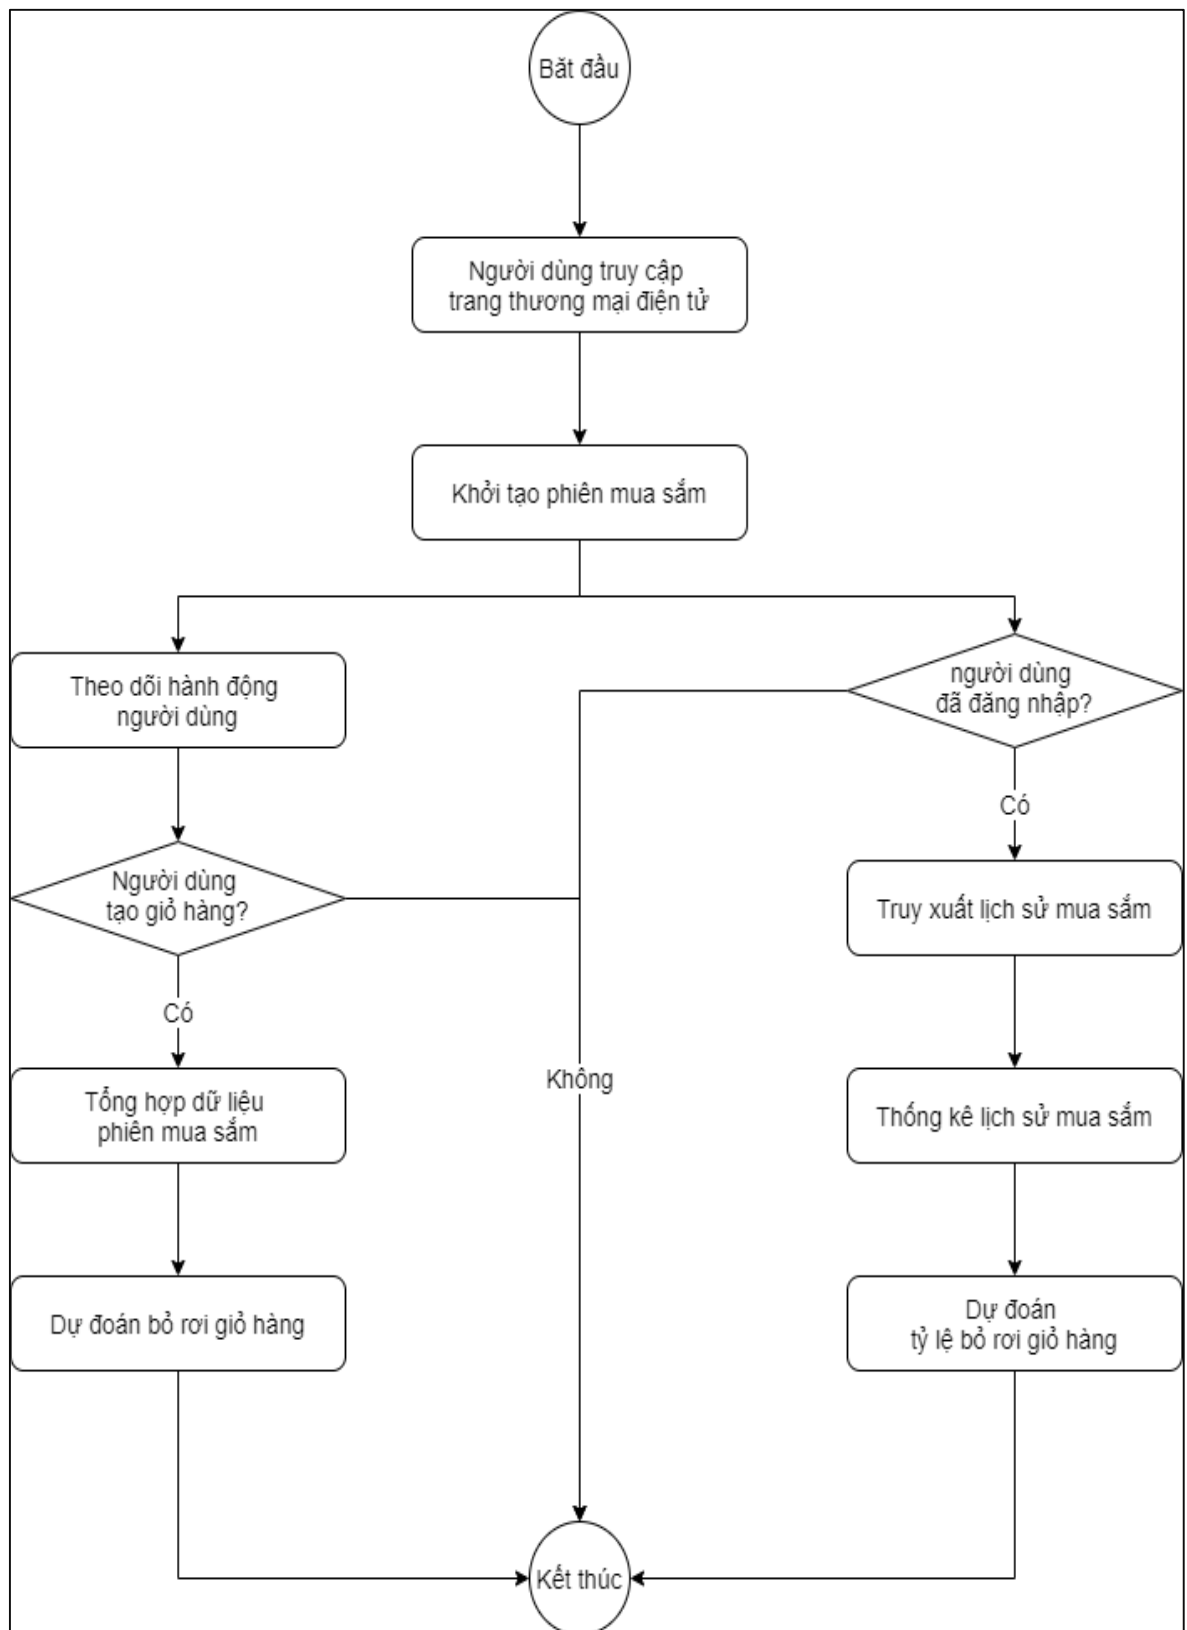 Băt đầu
Người dùng truy cập
trang thương mại điện tử
Khởi tạo phiên mua sắm
Theo dõi hành động
người dùng
người dùng
đã đăng nhập?
Có
Người dùng
tạo giỏ hàng?
Truy xuất lịch sử mua sắm
Có
Không
Tổng hợp dữ liệu
phiên mua sắm
Thống kê lịch sử mua sắm
Dự đoán bỏ rơi giỏ hàng
Dự đoán
tỷ lệ bỏ rơi giỏ hàng
Kết thúc